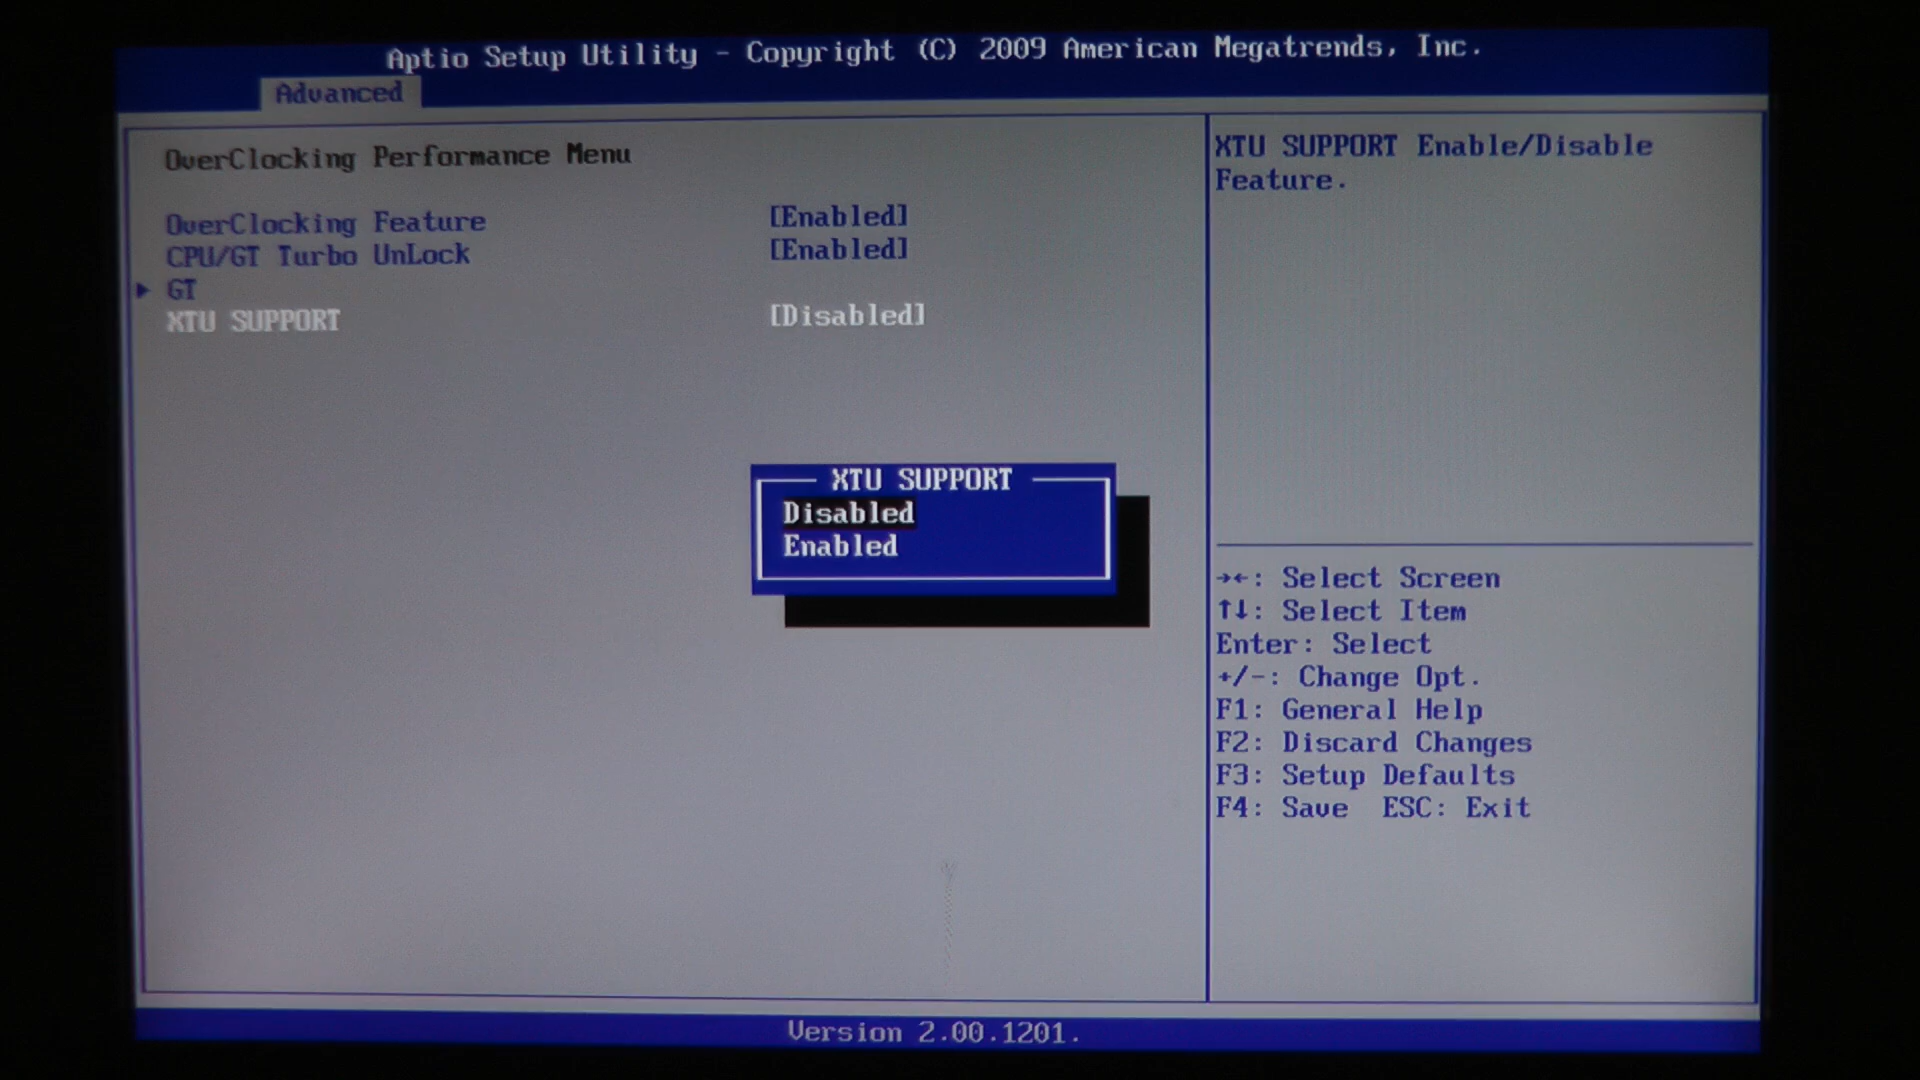 Aptio Setup Utility - Copyright (C) 2009 American Megatrends, Inc.
Advanced
OverClocking Performance Menu
OverClocking Feature [Enabled]
CPU/GT Turbo UnLock [Enabled]
► GT
XTU SUPPORT [Disabled]
XTU SUPPORT
Disabled
Enabled
XTU SUPPORT Enable/Disable
Feature.
→←: Select Screen
↑↓: Select Item
Enter: Select
+/-: Change Opt.
F1: General Help
F2: Discard Changes
F3: Setup Defaults
F4: Save ESC: Exit
Version 2.00.1201.